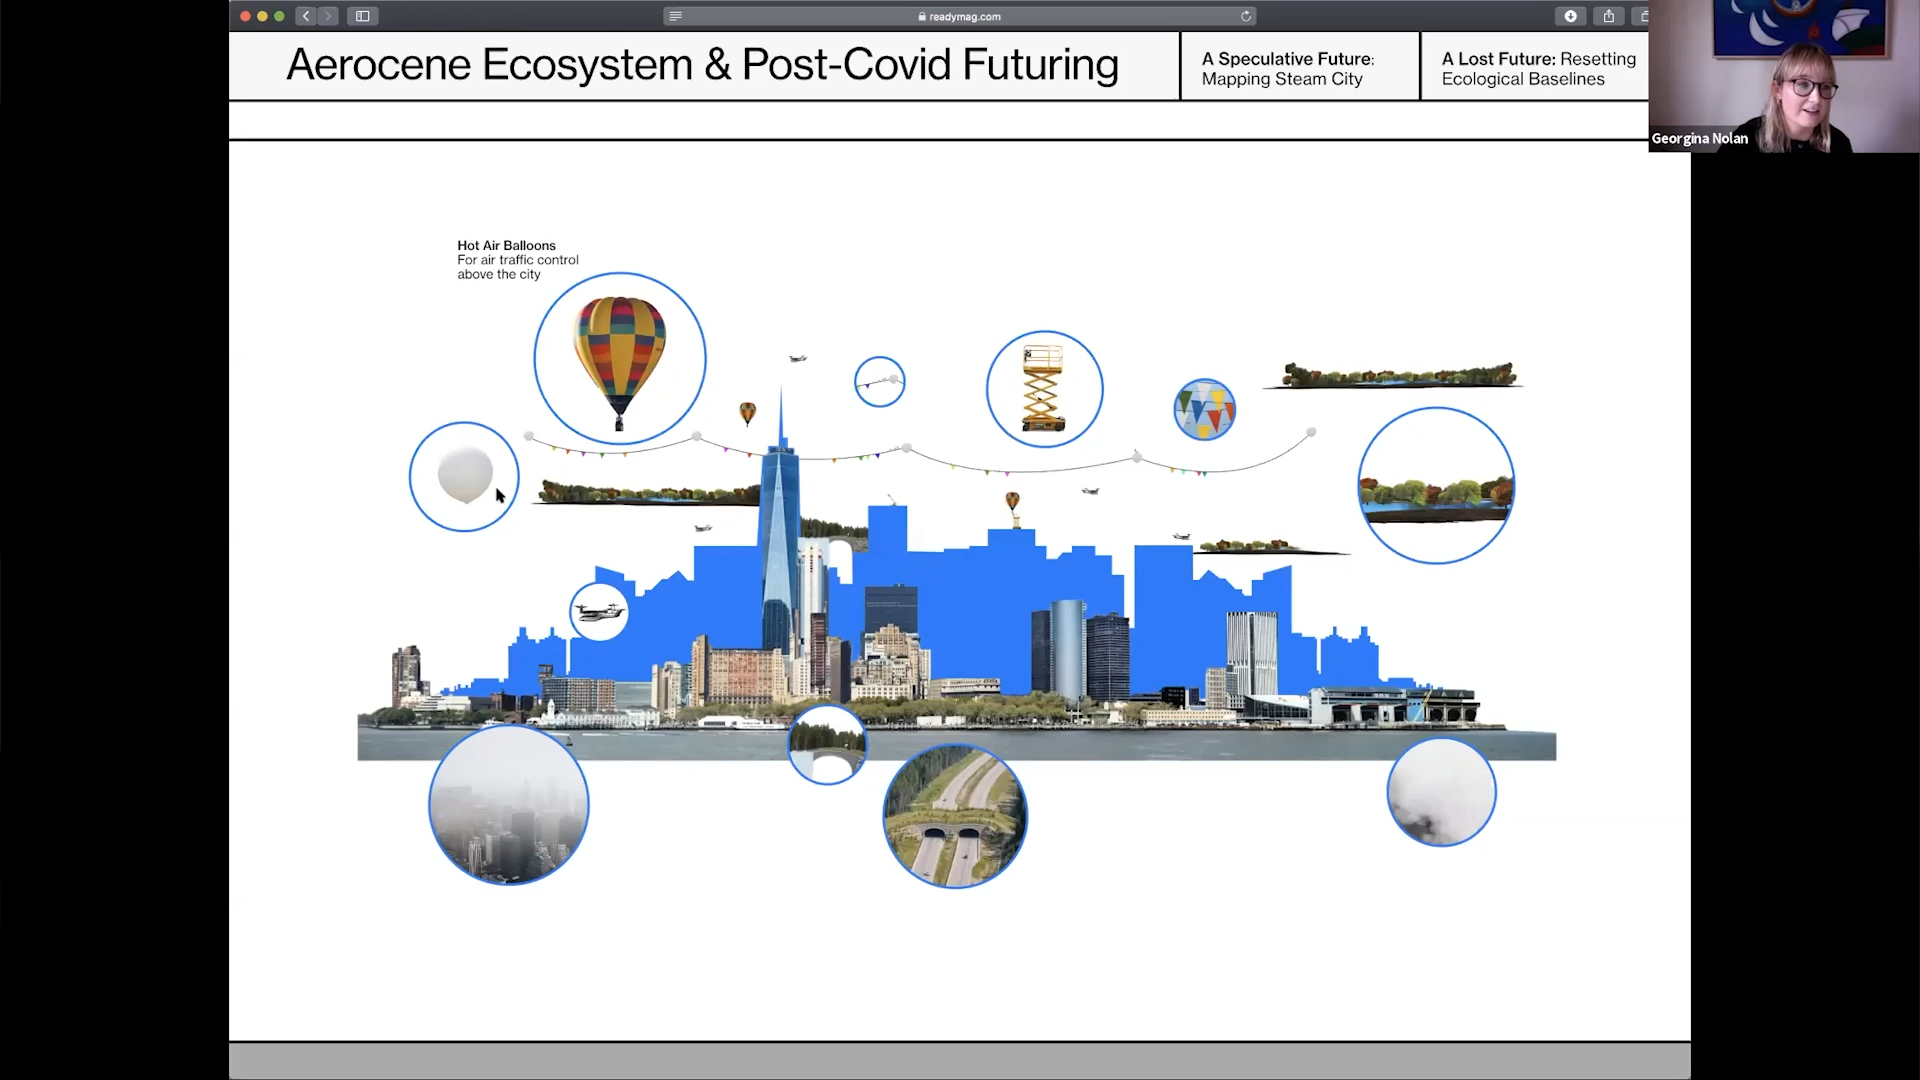 readymag.com
Aerocene Ecosystem & Post-Covid Futuring
A Speculative Future:
Mapping Steam City
A Lost Future: Resetting
Ecological Baselines
Georgina Nolan
Hot Air Balloons
For air traffic control
above the city